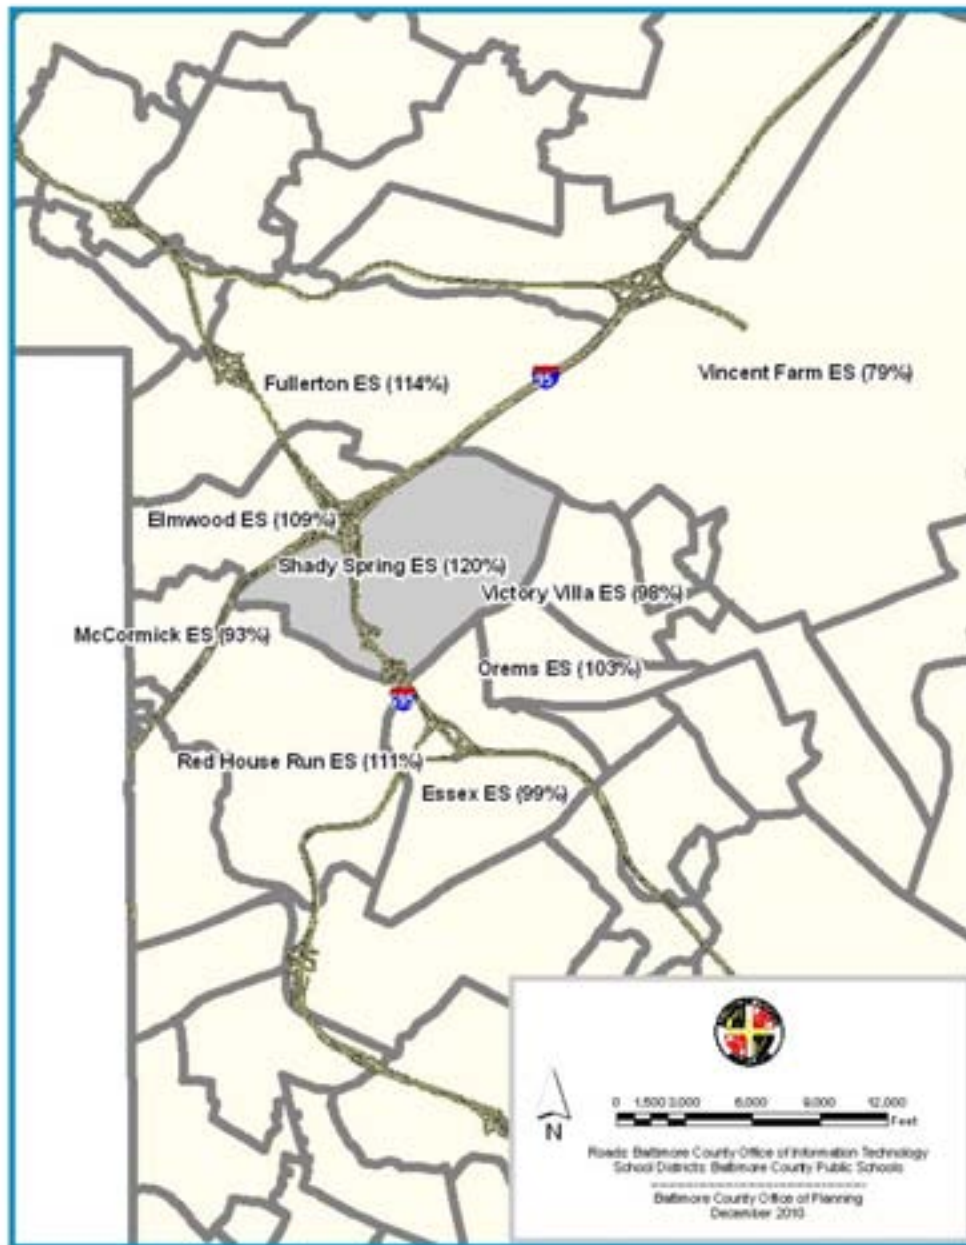 Fullerton ES (114%)
95
Vincent Farm ES (79%)
Elmwood ES (109%)
Shady Spring ES (120%)
Victory Villa ES (98%)
McCormick ES (93%)
Orems ES (103%)
695
Red House Run ES (111%)
Essex ES (99%)
N
0 1,500 3,000 6,000 9,000 12,000
Feet
Roads: Baltimore County Office of Information Technology
School Districts: Baltimore County Public Schools
Baltimore County Office of Planning
December 2010